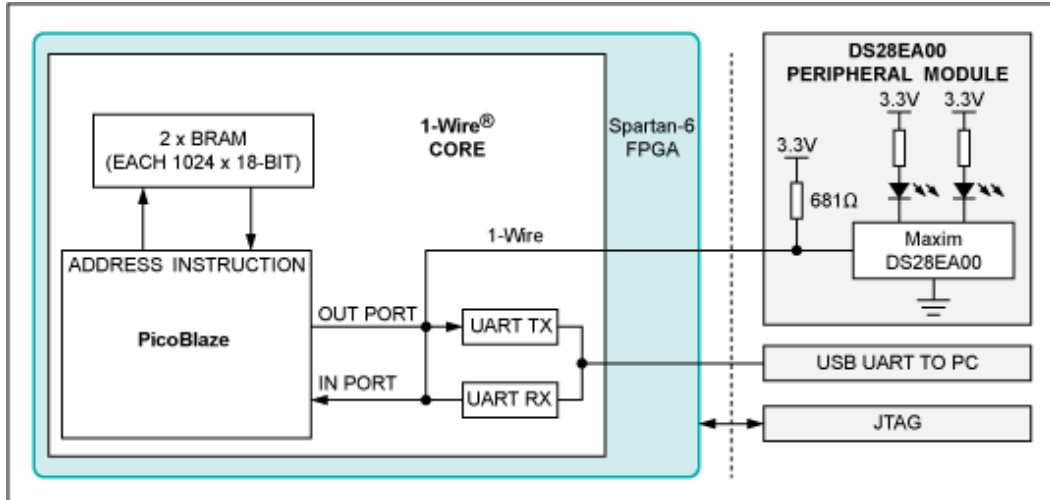 2 x BRAM
(EACH 1024 x 18-BIT)
1-Wire®
CORE
Spartan-6
FPGA
ADDRESS INSTRUCTION
PicoBlaze
OUT PORT
IN PORT
1-Wire
UART TX
UART RX
DS28EA00
PERIPHERAL MODULE
3.3V 3.3V
3.3V
681Ω
Maxim
DS28EA00
USB UART TO PC
JTAG